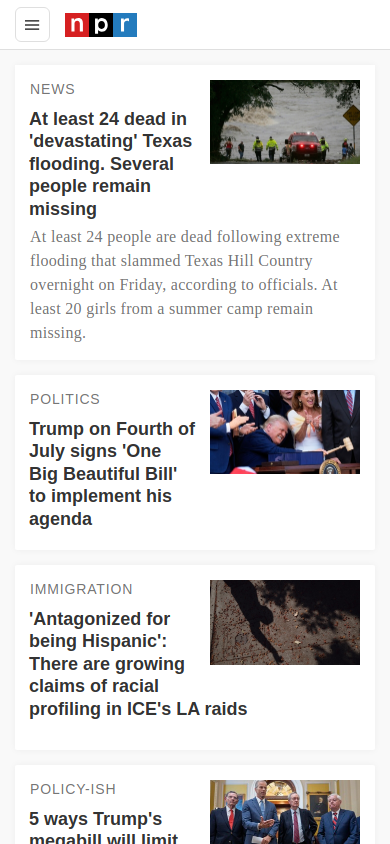 npr
NEWS
At least 24 dead in
'devastating' Texas
flooding. Several
people remain
missing
At least 24 people are dead following extreme
flooding that slammed Texas Hill Country
overnight on Friday, according to officials. At
least 20 girls from a summer camp remain
missing.
POLITICS
Trump on Fourth of
July signs 'One
Big Beautiful Bill'
to implement his
agenda
IMMIGRATION
'Antagonized for
being Hispanic':
There are growing
claims of racial
profiling in ICE's LA raids
POLICY-ISH
5 ways Trump's
megabill will limit